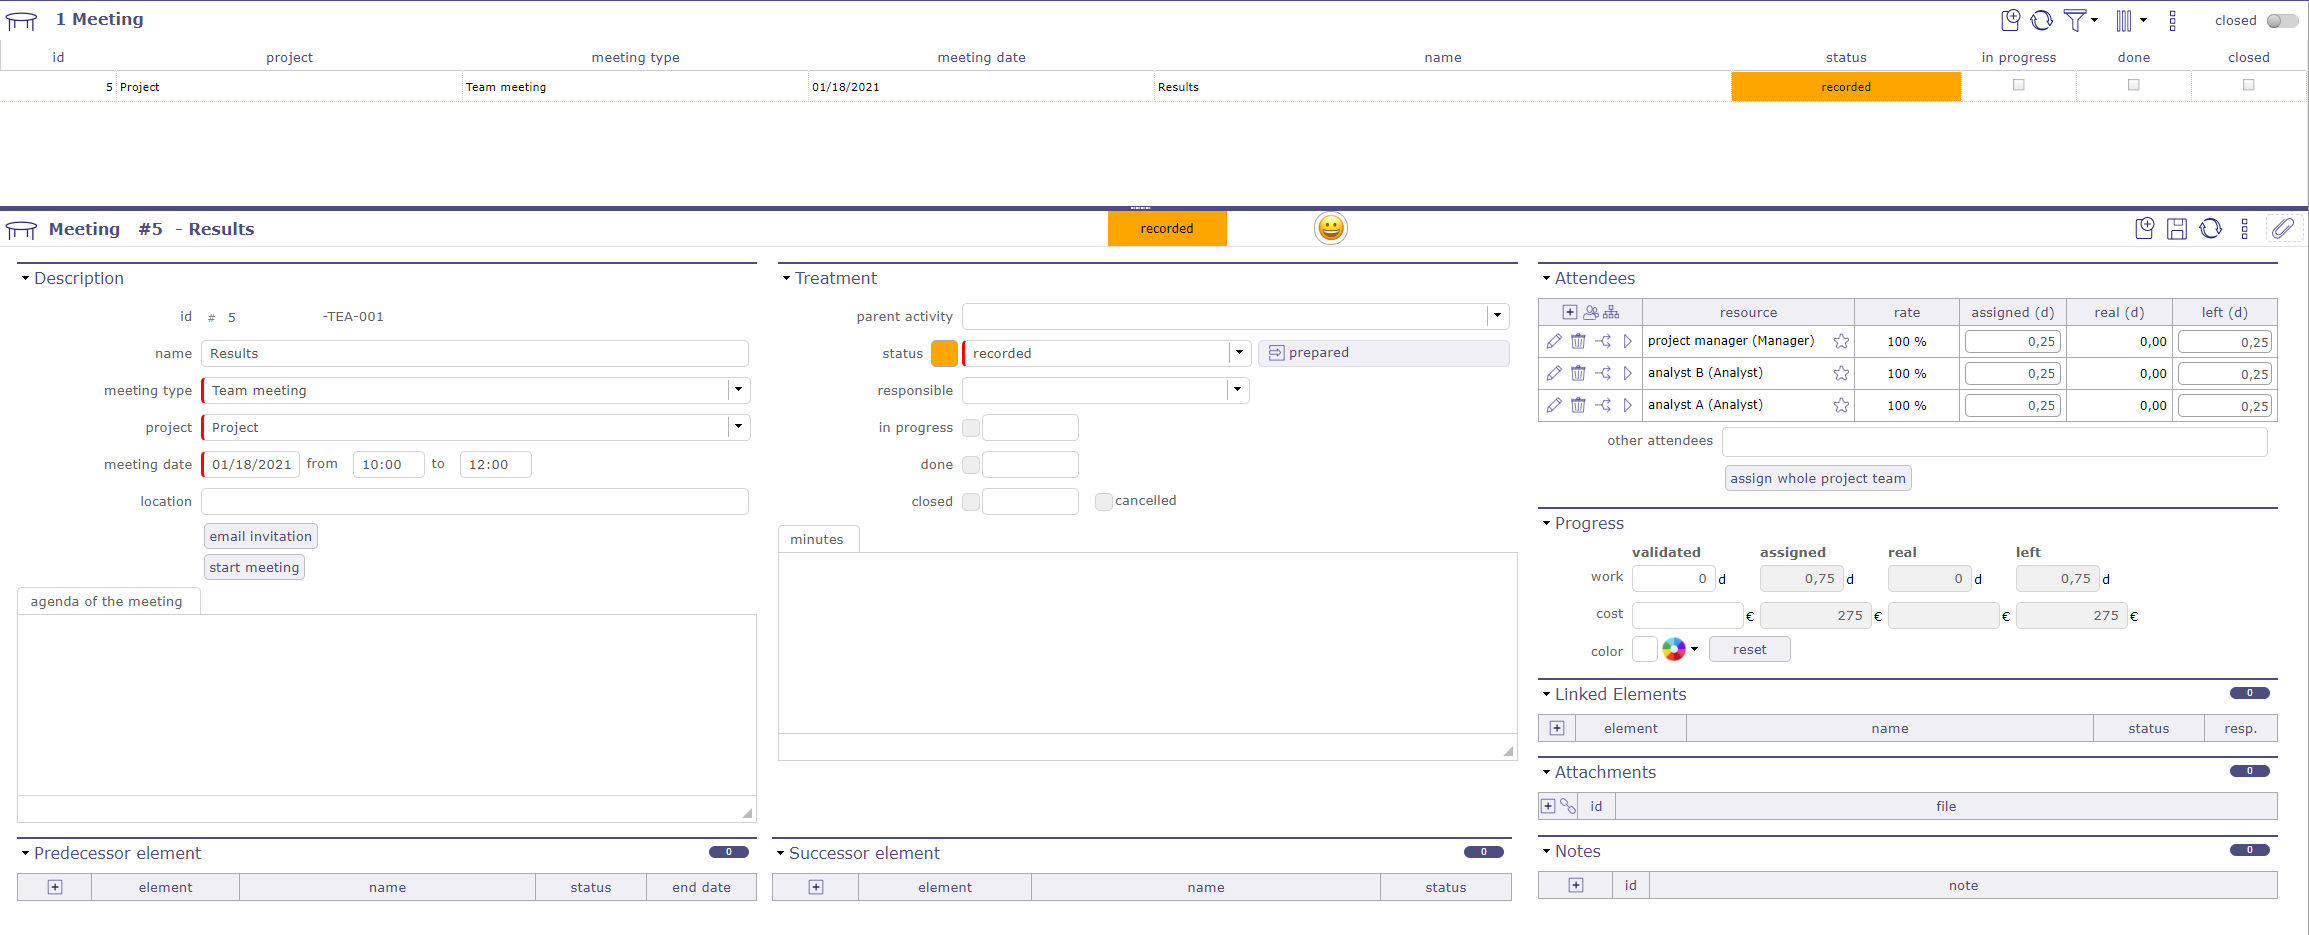 1 Meeting
closed
id project meeting type meeting date name status in progress done closed
5 Project Team meeting 01/18/2021 Results recorded
Meeting #5 - Results recorded
Description
id # 5 -TEA-001
name Results
meeting type Team meeting
project Project
meeting date 01/18/2021 from 10:00 to 12:00
location
email invitation
start meeting
agenda of the meeting
Treatment
parent activity
status recorded prepared
responsible
in progress
done
closed cancelled
minutes
Attendees
resource rate assigned (d) real (d) left (d)
project manager (Manager) 100 % 0,25 0,00 0,25
analyst B (Analyst) 100 % 0,25 0,00 0,25
analyst A (Analyst) 100 % 0,25 0,00 0,25
other attendees
assign whole project team
Progress
validated assigned real left
work 0 d 0,75 d 0 d 0,75 d
cost € 275 € € 275 €
color reset
Linked Elements 0
element name status resp.
Attachments 0
id file
Predecessor element 0
element name status end date
Successor element 0
element name status
Notes 0
id note